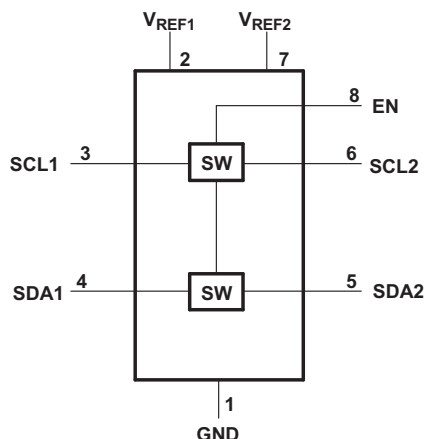 VREF1 VREF2
2 7
8 EN
SCL1 3 SW 6 SCL2
SDA1 4 SW 5 SDA2
1
GND